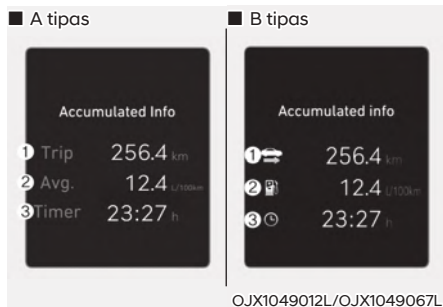 ■ A tipas
Accumulated Info
① Trip 256.4 km
② Avg. 12.4 L/100km
③ Timer 23:27 h
■ B tipas
Accumulated info
① 256.4 km
② 12.4 L/100km
③ 23:27 h
OJX1049012L/OJX1049067L